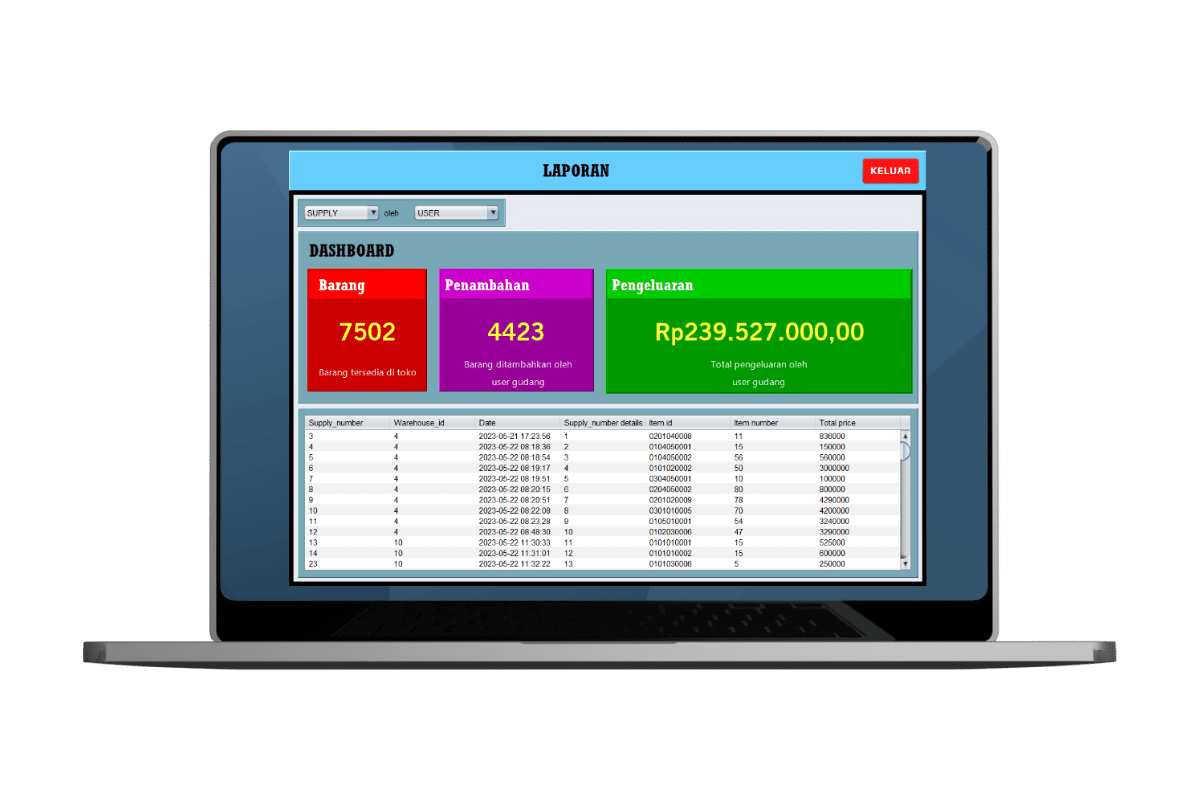 LAPORAN
KELUAR
SUPPLY oleh USER
DASHBOARD
Barang Penambahan Pengeluaran
7502 4423 Rp239.527.000,00
Barang tersedia di toko
Barang ditambahkan oleh
user gudang
Total pengeluaran oleh
user gudang
Supply_number Warehouse_id Date Supply_number details Item id Item number Total price
3 4 2023-05-21 17:23:56 1 0201040008 11 836000
4 4 2023-05-22 08:18:36 2 0104050001 15 150000
5 4 2023-05-22 08:18:54 3 0104050002 56 560000
6 4 2023-05-22 08:19:17 4 0101020002 50 3000000
7 4 2023-05-22 08:19:51 5 0304050001 10 100000
8 4 2023-05-22 08:20:15 6 0204050002 80 800000
9 4 2023-05-22 08:20:51 7 0201020009 78 4290000
10 4 2023-05-22 08:22:08 8 0301010005 70 4200000
11 4 2023-05-22 08:23:28 9 0105010001 54 3240000
12 4 2023-05-22 08:48:30 10 0102030006 47 3290000
13 10 2023-05-22 11:30:33 11 0101010001 15 525000
14 10 2023-05-22 11:31:01 12 0101010002 15 600000
23 10 2023-05-22 11:32:22 13 0101030006 5 250000